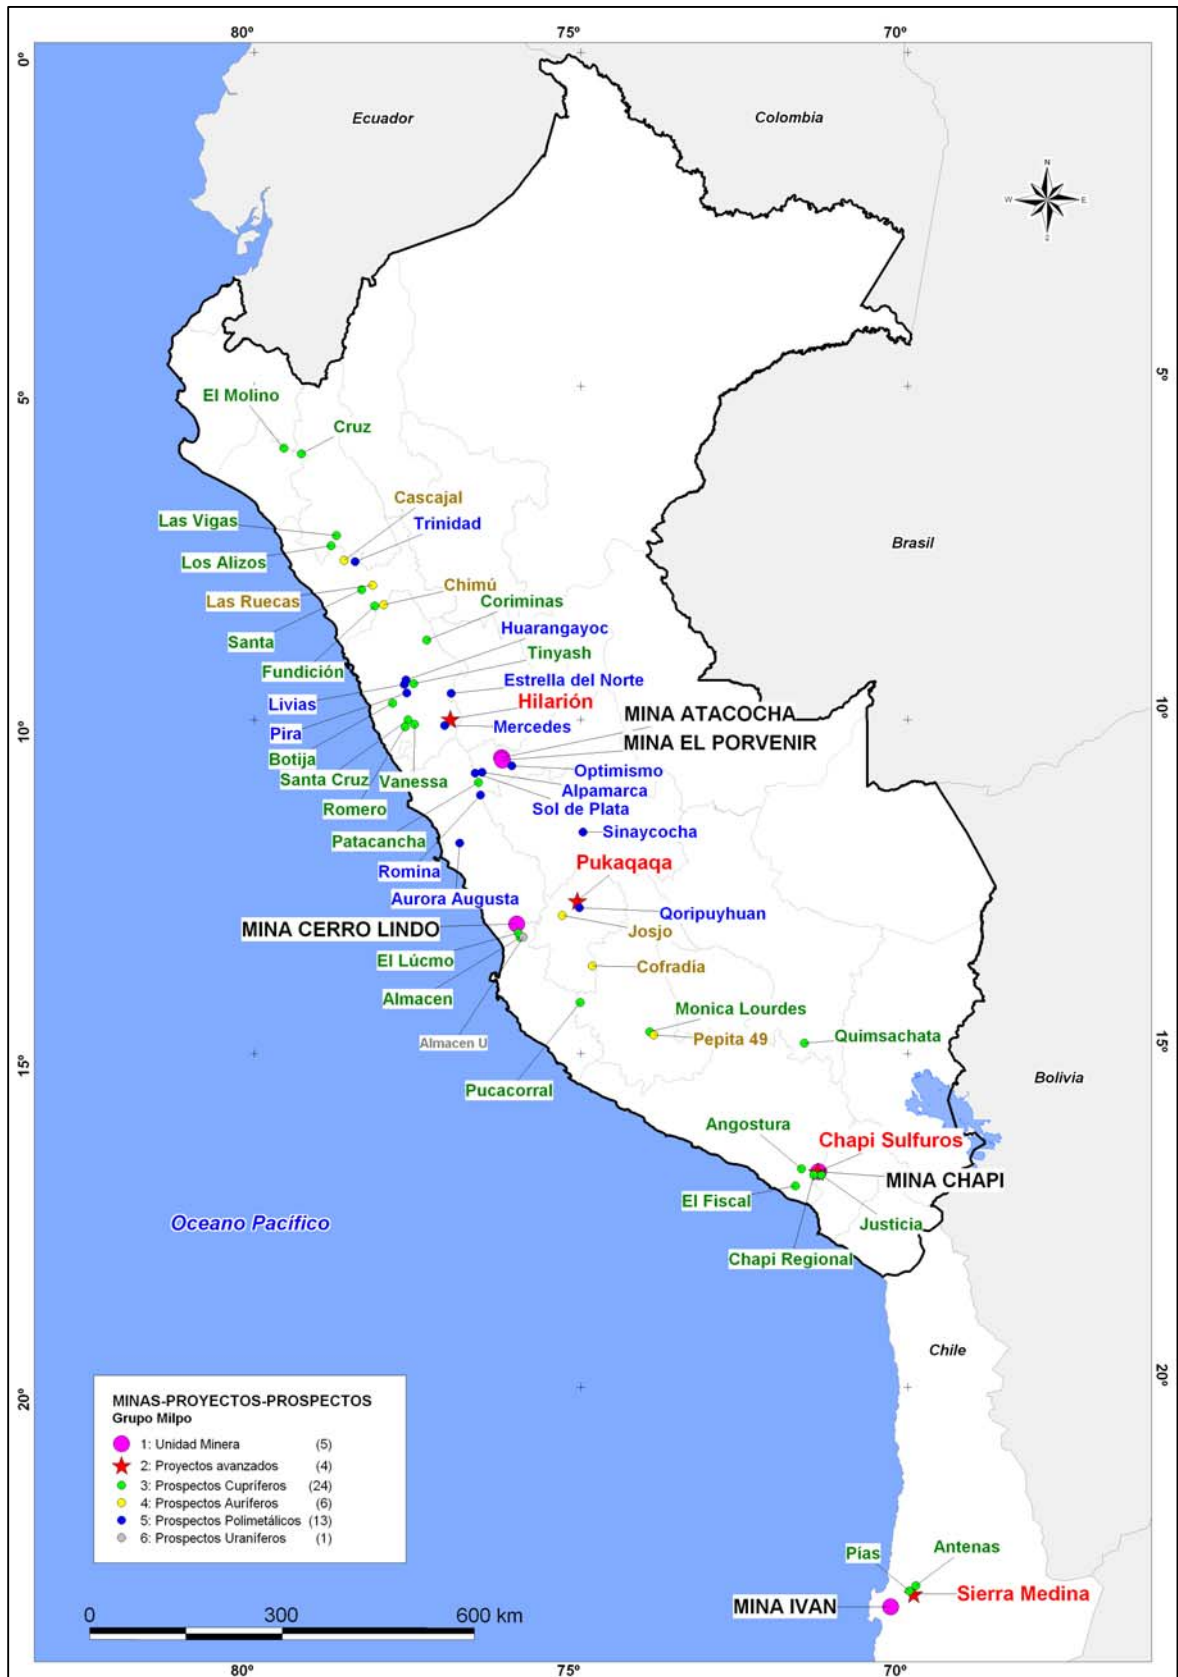 80º
75º
70º
0º
Ecuador
Colombia
N
W
E
S
5º
5º
El Molino
Cruz
Cascajal
Las Vigas
Trinidad
Los Alizos
Brasil
Las Ruecas
Chimú
Coriminas
Santa
Huarangayoc
Fundición
Tinyash
Estrella del Norte
Livias
Hilarión
MINA ATACOCHA
10º
10º
Pira
Mercedes
MINA EL PORVENIR
Botija
Optimismo
Santa Cruz
Vanessa
Alpamarca
Romero
Sol de Plata
Patacancha
Sinaycocha
Romina
Pukaqaqa
Aurora Augusta
Qoripuyhuan
MINA CERRO LINDO
Josjo
El Lúcmo
Cofradia
Almacen
Monica Lourdes
Almacen U
Pepita 49
Quimsachata
15º
15º
Pucacorral
Bolivia
Angostura
Chapi Sulfuros
MINA CHAPI
El Fiscal
Oceano Pacífico
Justicia
Chapi Regional
Chile
20º
20º
MINAS-PROYECTOS-PROSPECTOS
Grupo Milpo
1: Unidad Minera (5)
2: Proyectos avanzados (4)
3: Prospectos Cupríferos (24)
4: Prospectos Auríferos (6)
5: Prospectos Polimetálicos (13)
6: Prospectos Uraníferos (1)
Antenas
Pías
Sierra Medina
MINA IVAN
0 300 600 km
80º
75º
70º